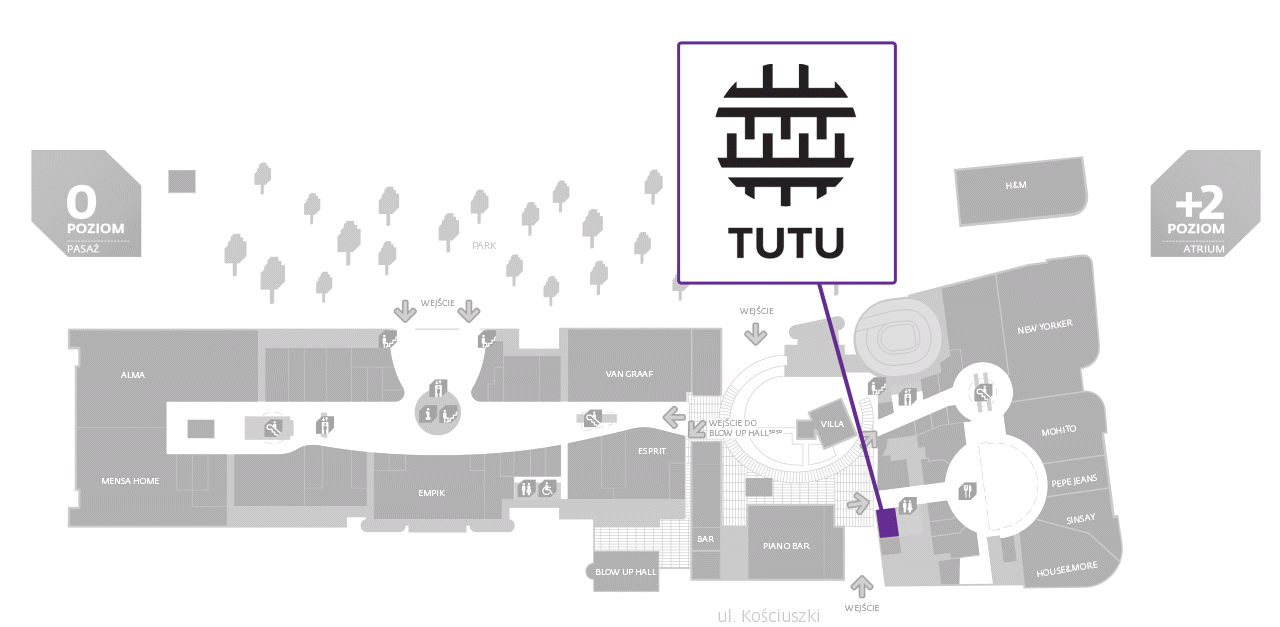 TUTU
0
POZIOM
PASAŻ
+2
POZIOM
ATRIUM
H&M
PARK
WEJŚCIE
WEJŚCIE
NEW YORKER
ALMA
VAN GRAAF
WEJŚCIE DO
BLOW UP HALL5050
VILLA
MOHITO
ESPRIT
MENSA HOME
EMPIK
PEPE JEANS
SINSAY
BAR
PIANO BAR
BLOW UP HALL
HOUSE&MORE
WEJŚCIE
ul. Kościuszki